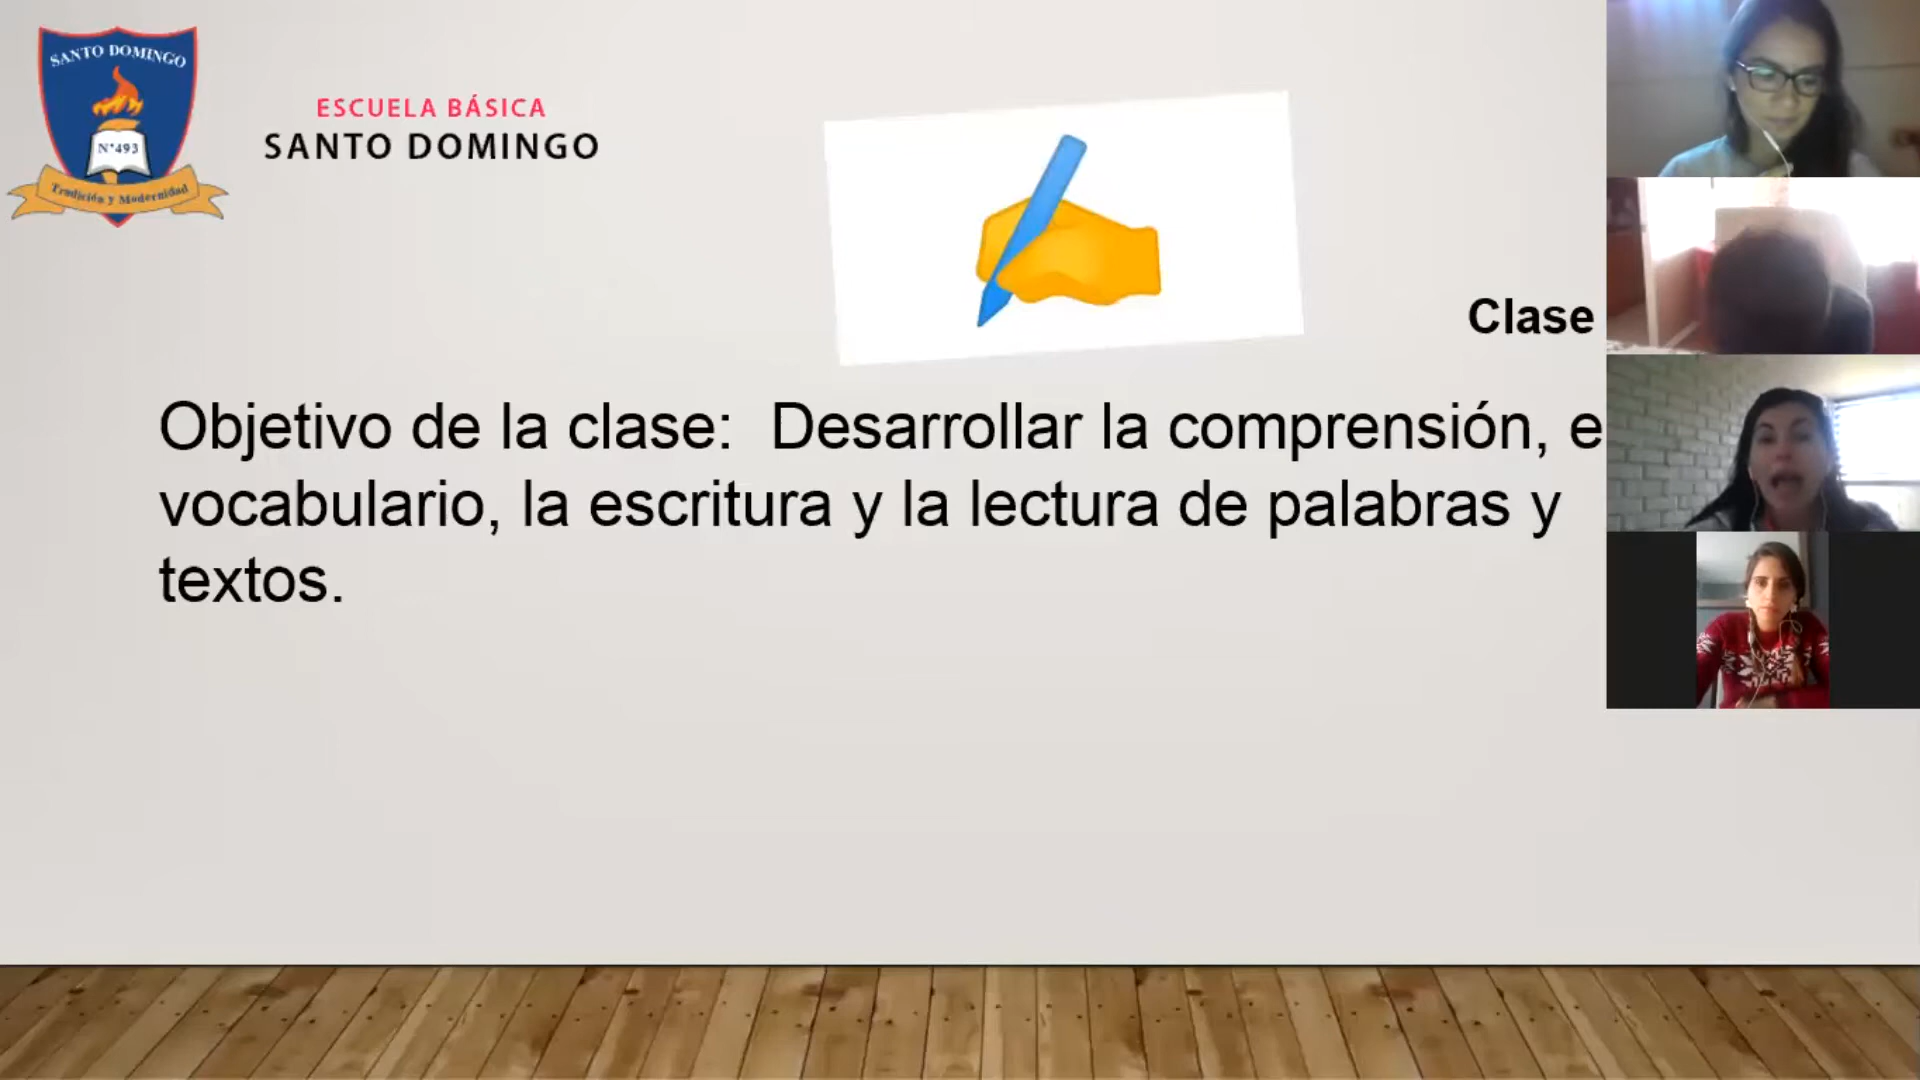 SANTO DOMINGO
N°493
Tradición y Modernidad
ESCUELA BÁSICA
SANTO DOMINGO
Clase
Objetivo de la clase: Desarrollar la comprensión, e
vocabulario, la escritura y la lectura de palabras y
textos.